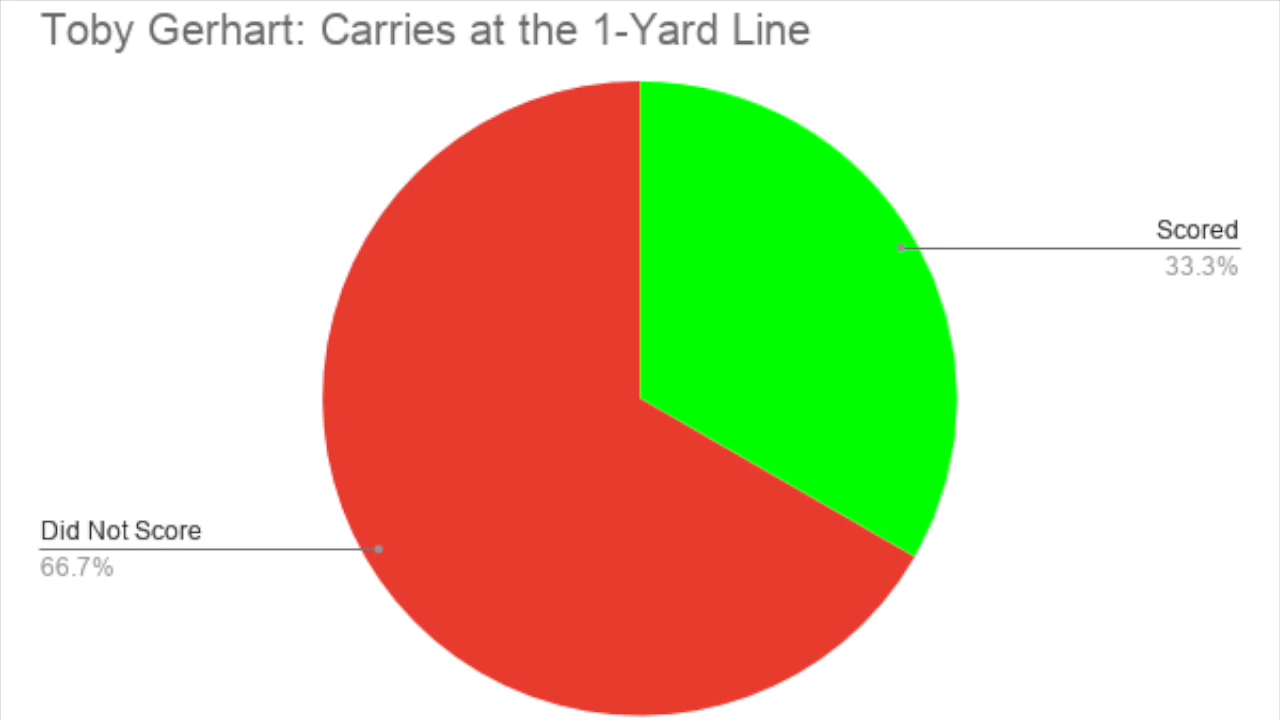 Toby Gerhart: Carries at the 1-Yard Line
Scored
33.3%
Did Not Score
66.7%